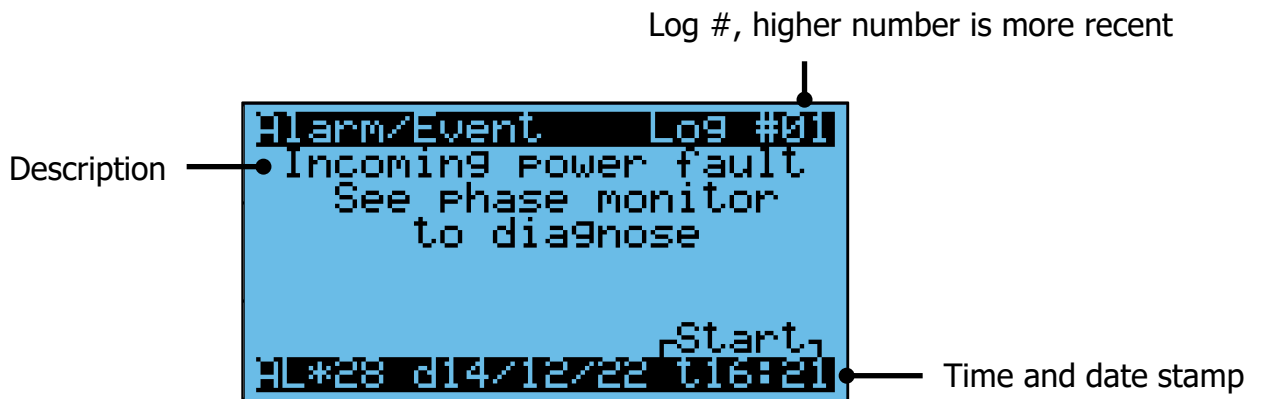 Log #, higher number is more recent
Alarm/Event Log #01
Description
Incoming power fault
See phase monitor
to diagnose
Start
AL*28 d14/12/22 t16:21
Time and date stamp